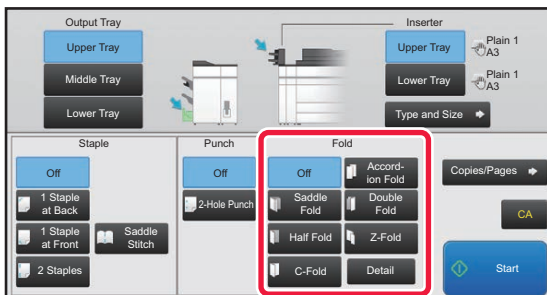 Output Tray
Inserter
Upper Tray
Upper Tray
Plain 1
A3
Middle Tray
Lower Tray
Plain 1
A3
Lower Tray
Type and Size
Staple
Punch
Fold
Off
Off
Off
Accord-
ion Fold
Copies/Pages
1 Staple
at Back
2-Hole Punch
Saddle
Fold
Double
Fold
CA
1 Staple
at Front
Saddle
Stitch
Half Fold
Z-Fold
2 Staples
C-Fold
Detail
Start